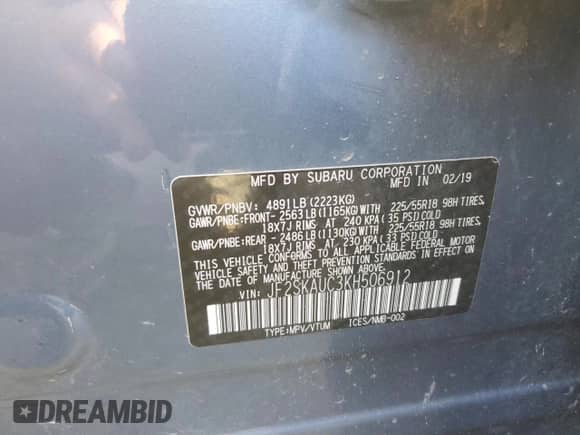 MFD BY SUBARU CORPORATION
MFD IN 02/19
GVWR/PNBV: 4891LB (2223KG)
GAWR/PNBE:FRONT- 2563LB (1165KG)WITH 225/55R18 98H TIRES,
18X7J RIMS AT 240 KPA (35 PSI)COLD
GAWR/PNBE:REAR - 2486LB (1130KG)WITH 225/55R18 98H TIRES,
18X7J RIMS AT 230 KPA (33 PSI)COLD
THIS VEHICLE CONFORMS TO ALL APPLICABLE FEDERAL MOTOR
VEHICLE SAFETY AND THEFT PREVENTION STANDARDS IN EFFECT ON
THE DATE OF MANUFACTURE SHOWN ABOVE.
VIN: JF2SKAUC3KH506912
TYPE:MPV/VTUM ICES/NMB-002
DREAMBID